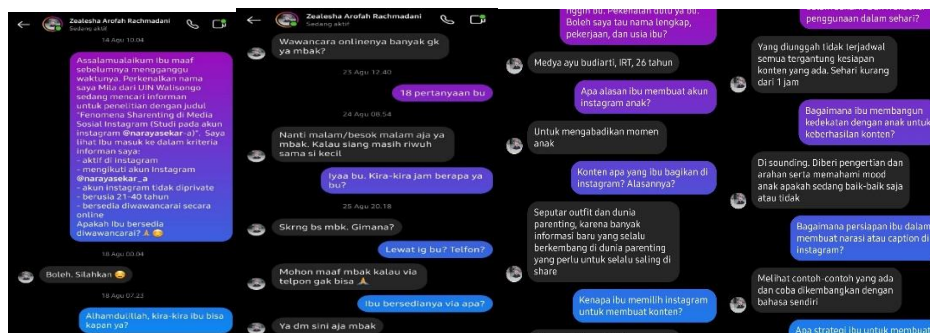 Zealesha Arofah Rachmadani
Sedang aktif
14 Agu 10.04
Assalamualaikum Ibu maaf
sebelumnya mengganggu
waktunya. Perkenalkan nama
saya Mila dari UIN Walisongo
sedang mencari informan
untuk penelitian dengan judul
"Fenomena Sharenting di Media
Sosial Instagram (Studi pada akun
instagram @narayasekar-a)". Saya
lihat Ibu masuk ke dalam kriteria
informan saya:
- aktif di instagram
- mengikuti akun Instagram
@narayasekar_a
- akun instagram tidak diprivate
- berusia 21-40 tahun
- bersedia diwawancarai secara
online
Apakah Ibu bersedia
diwawancarai?🙏😊
18 Agu 00.04
Boleh. Silahkan 😊
18 Agu 07.23
Alhamdulillah, kira-kira ibu bisa
kapan ya?
Zealesha Arofah Rachmadani
Sedang aktif
Wawancara onlinenya banyak gk
ya mbak?
23 Agu 12.40
18 pertanyaan bu
24 Agu 08.54
Nanti malam/besok malam aja ya
mbak. Kalau siang masih riwuh
sama si kecil
Iyaa bu. Kira-kira jam berapa ya
bu?
25 Agu 20.18
Skrng bs mbk. Gimana?
Lewat ig bu? Telfon?
Mohon maaf mbak kalau via
telpon gak bisa 🙏
Ibu bersedianya via apa?
Ya dm sini aja mbak
Boleh saya tau nama lengkap,
pekerjaan, dan usia ibu?
Medya ayu budiarti, IRT, 26 tahun
Apa alasan ibu membuat akun
instagram anak?
Untuk mengabadikan momen
anak
Konten apa yang ibu bagikan di
instagram? Alasannya?
Seputar outfit dan dunia
parenting, karena banyak
informasi baru yang selalu
berkembang di dunia parenting
yang perlu untuk selalu saling di
share
Kenapa ibu memilih instagram
untuk membuat konten?
penggunaan dalam sehari?
Yang diunggah tidak terjadwal
semua tergantung kesiapan
konten yang ada. Sehari kurang
dari 1 jam
Bagaimana ibu membangun
kedekatan dengan anak untuk
keberhasilan konten?
Di sounding. Diberi pengertian dan
arahan serta memahami mood
anak apakah sedang baik-baik saja
atau tidak
Bagaimana persiapan ibu dalam
membuat narasi atau caption di
instagram?
Melihat contoh-contoh yang ada
dan coba dikembangkan dengan
bahasa sendiri
Apa strategi ibu untuk membuat